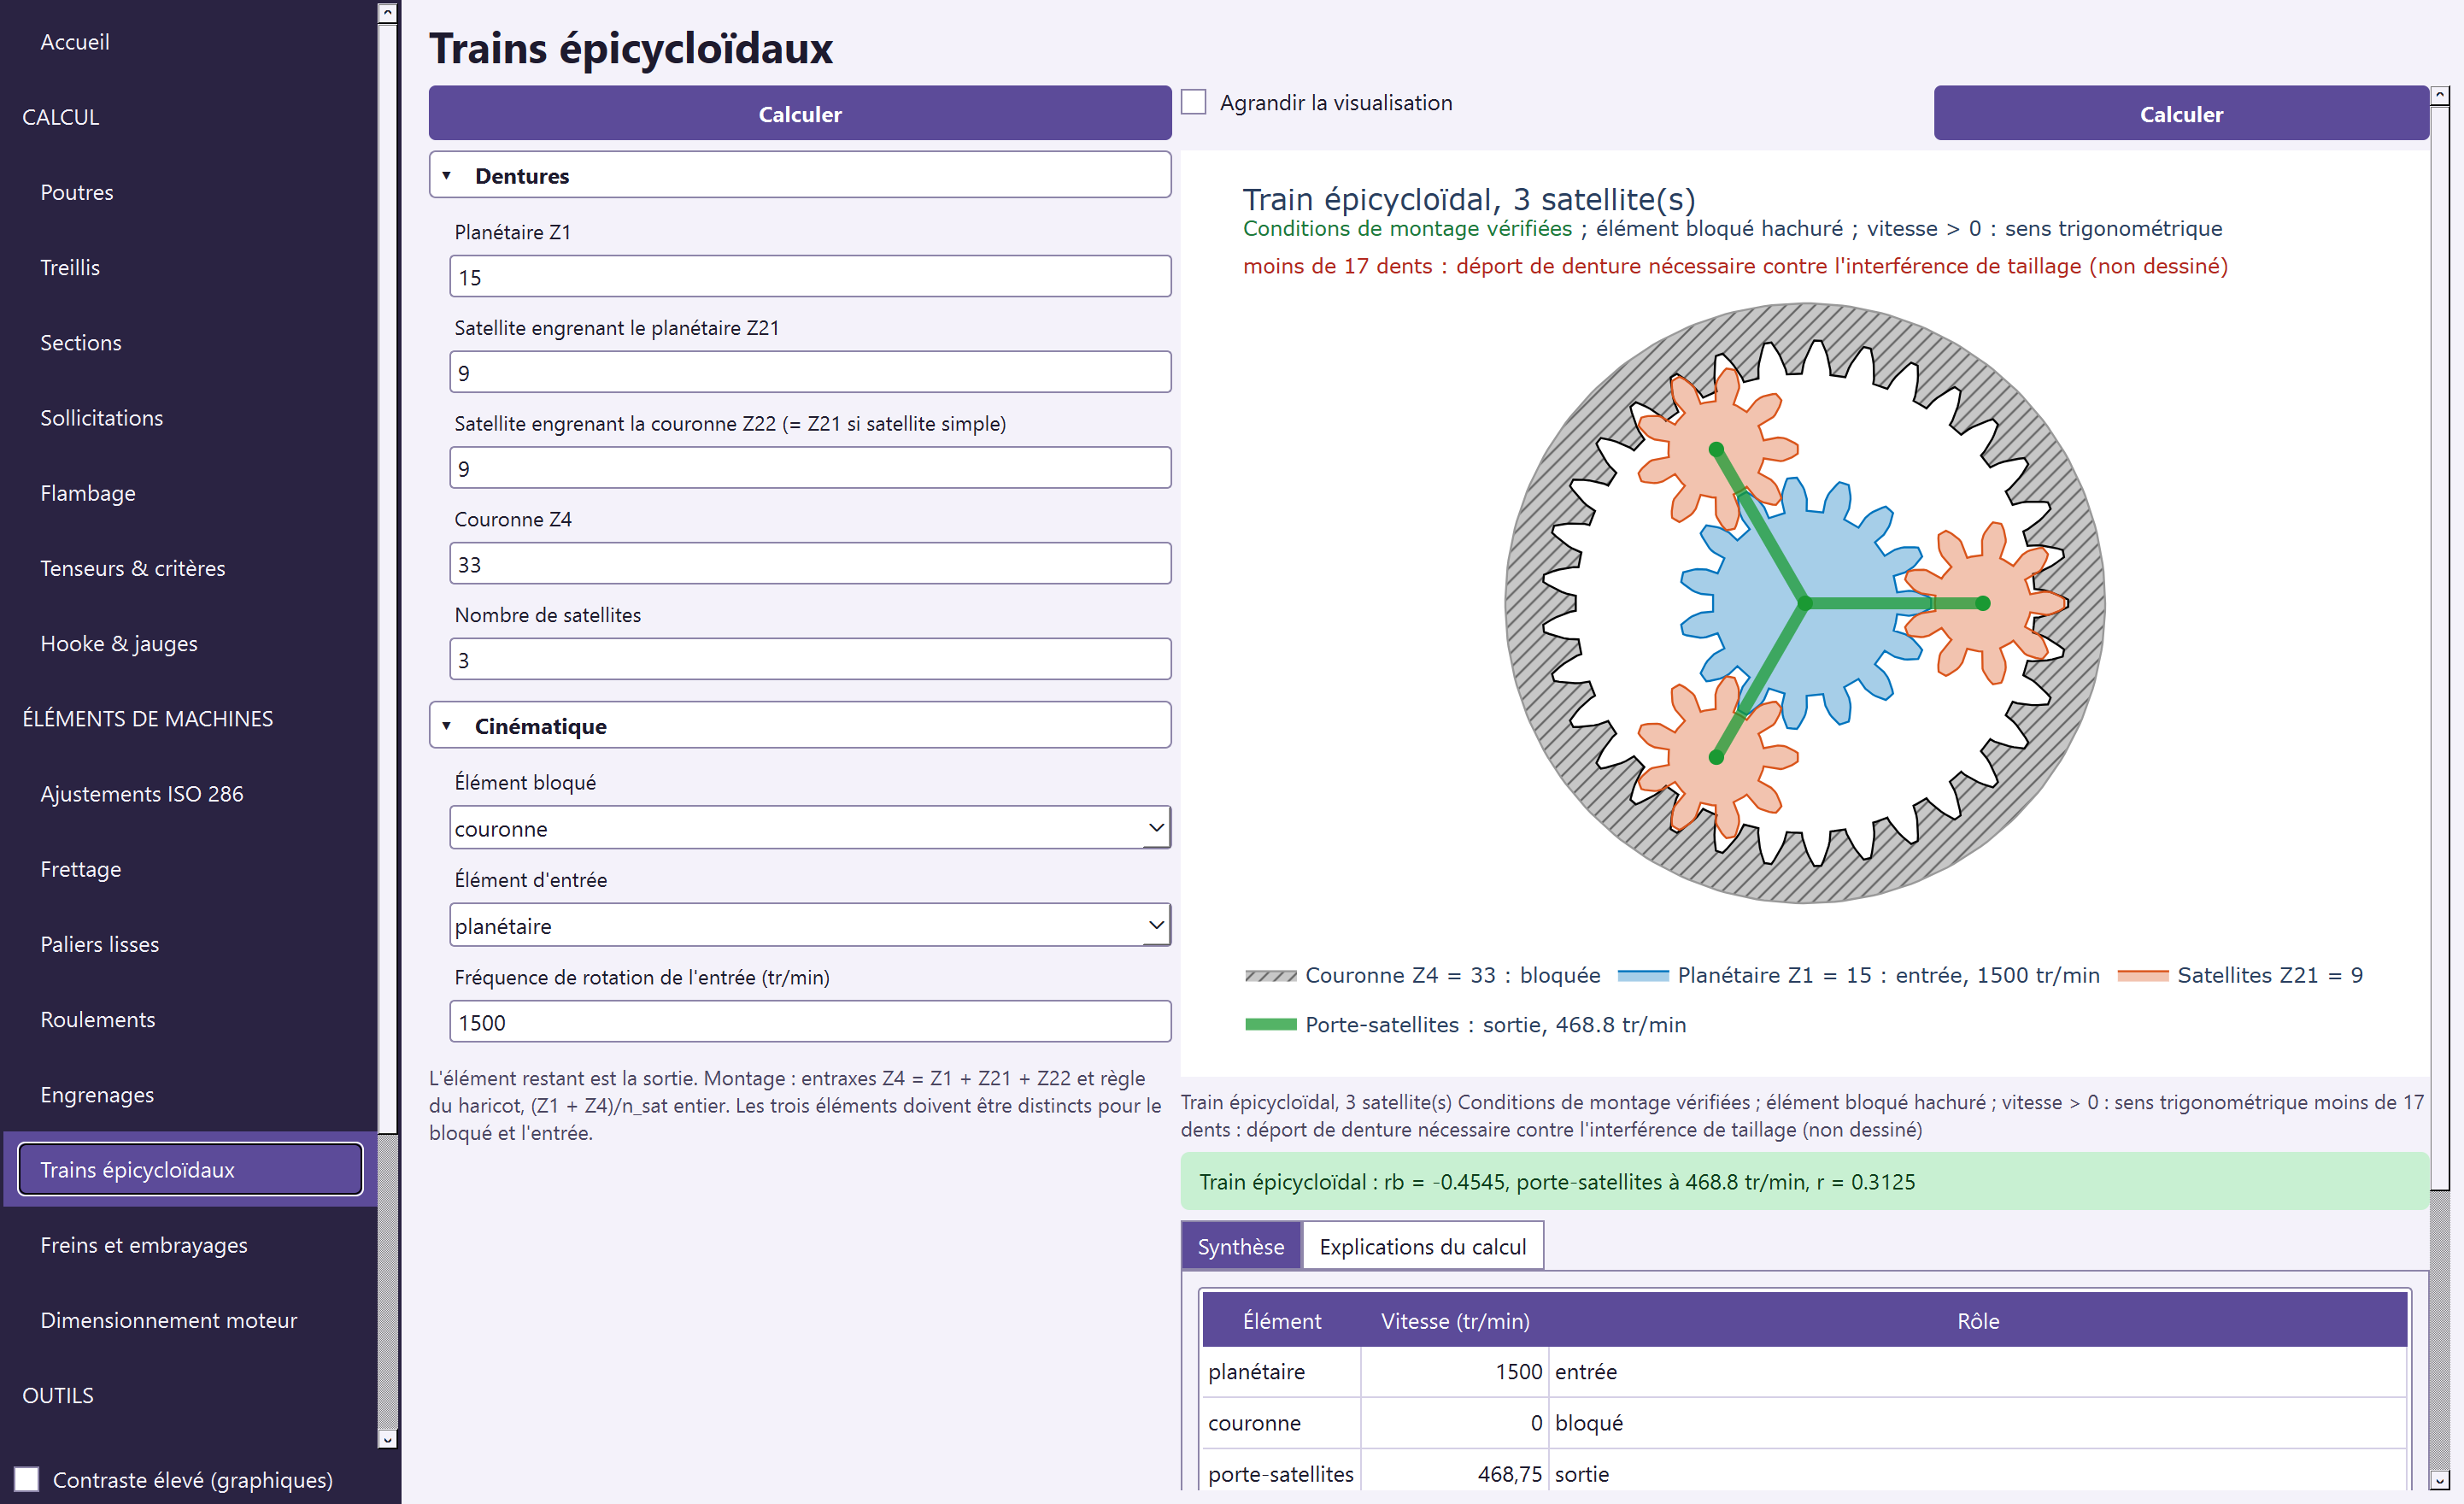 Accueil
CALCUL
Poutres
Treillis
Sections
Sollicitations
Flambage
Tenseurs & critères
Hooke & jauges
ÉLÉMENTS DE MACHINES
Ajustements ISO 286
Frettage
Paliers lisses
Roulements
Engrenages
Trains épicycloïdaux
Freins et embrayages
Dimensionnement moteur
OUTILS
Contraste élevé (graphiques)
Trains épicycloïdaux
Calculer
Dentures
Planétaire Z1
15
Satellite engrenant le planétaire Z21
9
Satellite engrenant la couronne Z22 (= Z21 si satellite simple)
9
Couronne Z4
33
Nombre de satellites
3
Cinématique
Élément bloqué
couronne
Élément d'entrée
planétaire
Fréquence de rotation de l'entrée (tr/min)
1500
L'élément restant est la sortie. Montage : entraxes Z4 = Z1 + Z21 + Z22 et règle
du haricot, (Z1 + Z4)/n_sat entier. Les trois éléments doivent être distincts pour le
bloqué et l'entrée.
Agrandir la visualisation
Calculer
Train épicycloïdal, 3 satellite(s)
Conditions de montage vérifiées ; élément bloqué hachuré ; vitesse > 0 : sens trigonométrique
moins de 17 dents : déport de denture nécessaire contre l'interférence de taillage (non dessiné)
Couronne Z4 = 33 : bloquée
Planétaire Z1 = 15 : entrée, 1500 tr/min
Satellites Z21 = 9
Porte-satellites : sortie, 468.8 tr/min
Train épicycloïdal, 3 satellite(s) Conditions de montage vérifiées ; élément bloqué hachuré ; vitesse > 0 : sens trigonométrique moins de 17
dents : déport de denture nécessaire contre l'interférence de taillage (non dessiné)
Train épicycloïdal : rb = -0.4545, porte-satellites à 468.8 tr/min, r = 0.3125
Synthèse
Explications du calcul
Élément Vitesse (tr/min) Rôle
planétaire 1500 entrée
couronne 0 bloqué
porte-satellites 468,75 sortie